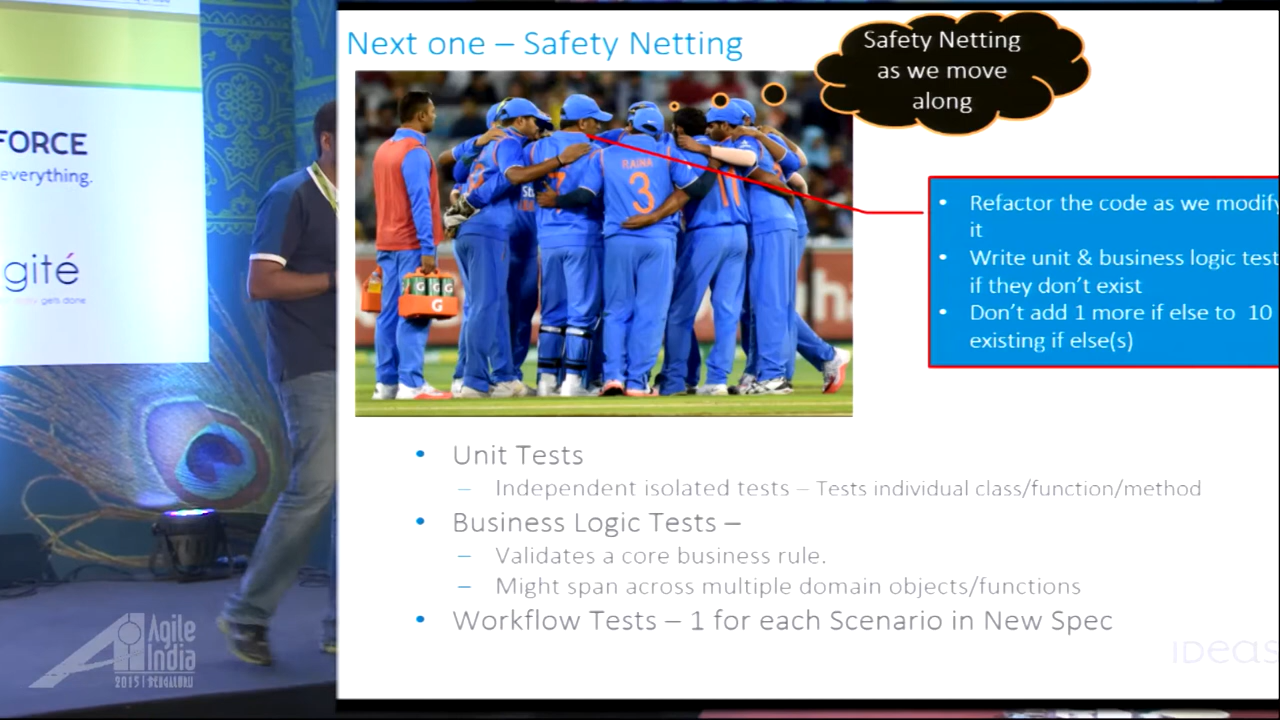 Next one – Safety Netting
Safety Netting
as we move
along
FORCE
everything.
gité
gets done
RAINA
3
11
G
• Refactor the code as we modify
it
• Write unit & business logic test
if they don't exist
• Don't add 1 more if else to 10
existing if else(s)
• Unit Tests
– Independent isolated tests – Tests individual class/function/method
• Business Logic Tests –
– Validates a core business rule.
– Might span across multiple domain objects/functions
• Workflow Tests – 1 for each Scenario in New Spec
ideas
Agile
India
2015 | BENGALURU